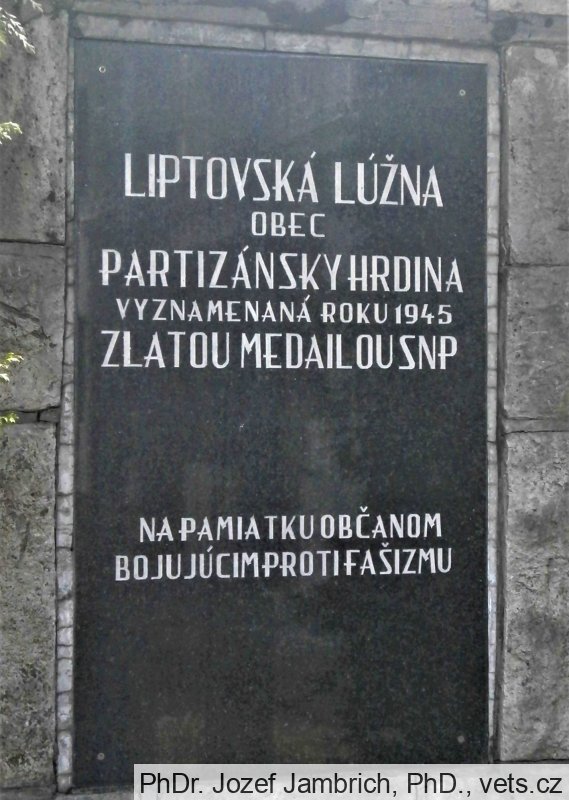 LIPTOVSKÁ LÚŽNA
OBEC
PARTIZÁNSKY HRDINA
VYZNAMENANÁ ROKU 1945
ZLATOU MEDAILOU SNP
NA PAMIATKU OBČANOM
BOJUJÚCIM PROTI FAŠIZMU
PhDr. Jozef Jambrich, PhD., vets.cz